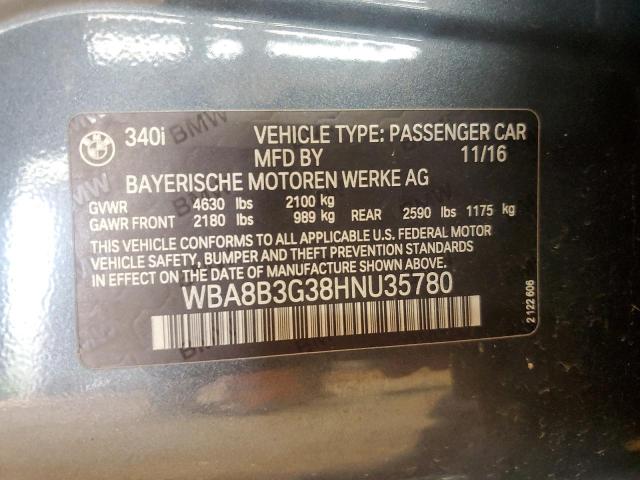 340i VEHICLE TYPE: PASSENGER CAR
MFD BY 11/16
BAYERISCHE MOTOREN WERKE AG
GVWR 4630 lbs 2100 kg
GAWR FRONT 2180 lbs 989 kg REAR 2590 lbs 1175 kg
THIS VEHICLE CONFORMS TO ALL APPLICABLE U.S. FEDERAL MOTOR
VEHICLE SAFETY, BUMPER AND THEFT PREVENTION STANDARDS
IN EFFECT ON THE DATE OF MANUFACTURE SHOWN ABOVE.
WBA8B3G38HNU35780
2 122 606